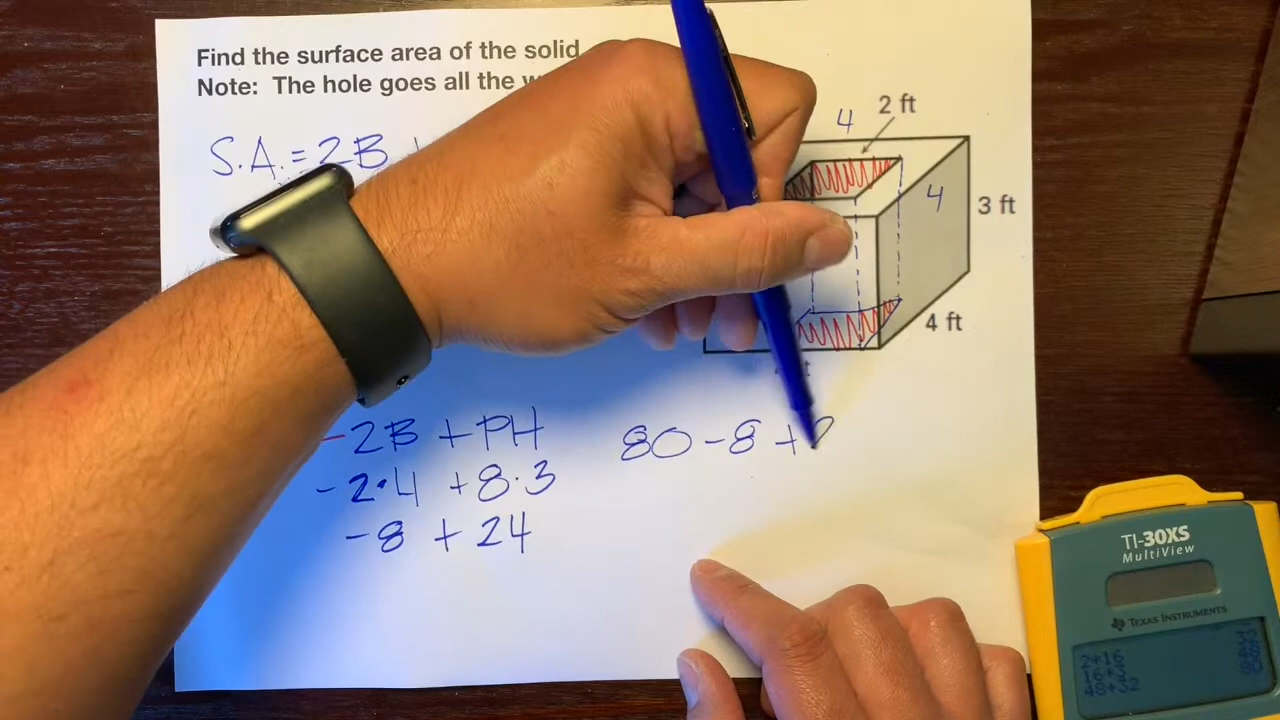 Find the surface area of the solid
Note: The hole goes all the
S.A. = 2B
4
2 ft
4
3 ft
4 ft
-2B + PH
-2•4 + 8•3
-8 + 24
80 - 8 + 2
TI-30XS
MultiView
TEXAS INSTRUMENTS